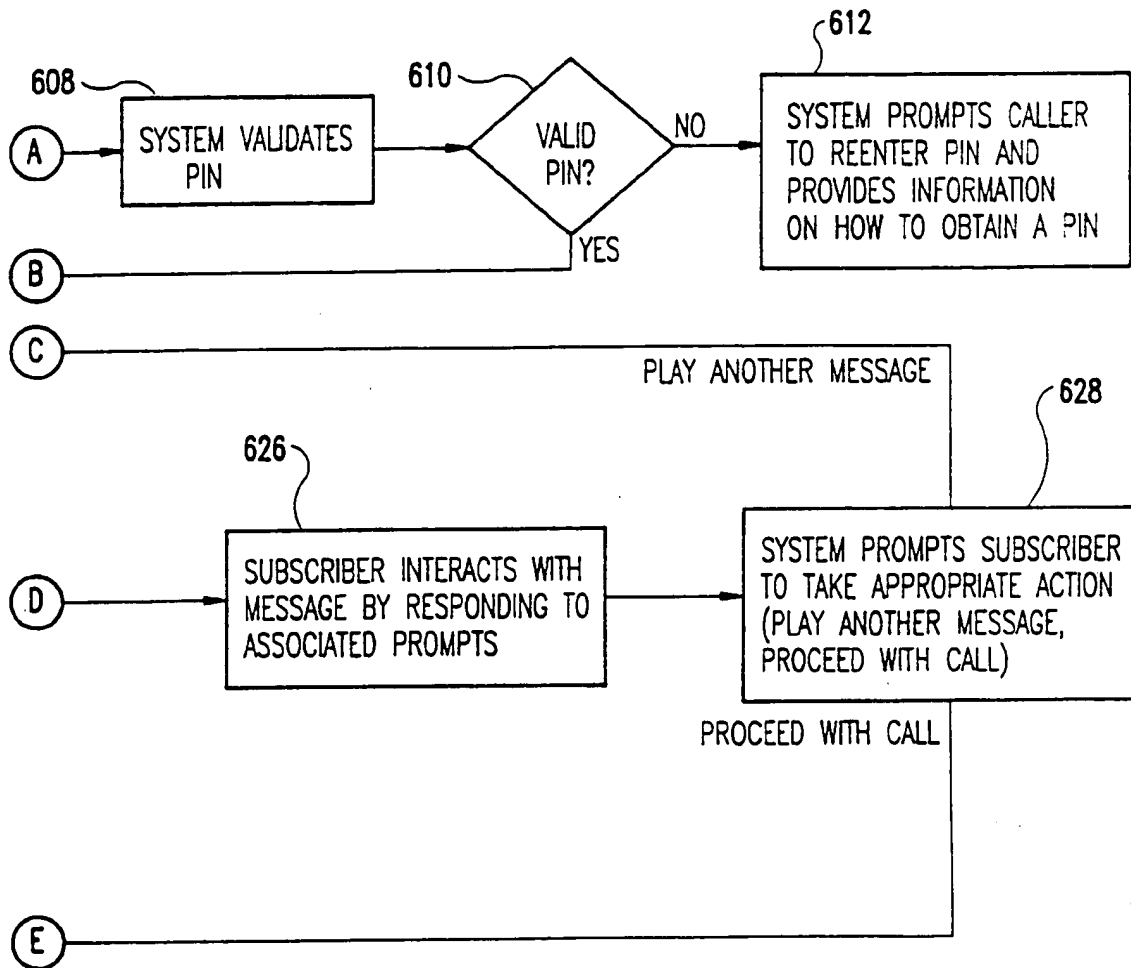 608
610
612
A
SYSTEM VALIDATES
PIN
VALID
PIN?
NO
SYSTEM PROMPTS CALLER
TO REENTER PIN AND
PROVIDES INFORMATION
ON HOW TO OBTAIN A PIN
YES
B
C
PLAY ANOTHER MESSAGE
628
626
D
SUBSCRIBER INTERACTS WITH
MESSAGE BY RESPONDING TO
ASSOCIATED PROMPTS
SYSTEM PROMPTS SUBSCRIBER
TO TAKE APPROPRIATE ACTION
(PLAY ANOTHER MESSAGE,
PROCEED WITH CALL)
PROCEED WITH CALL
E